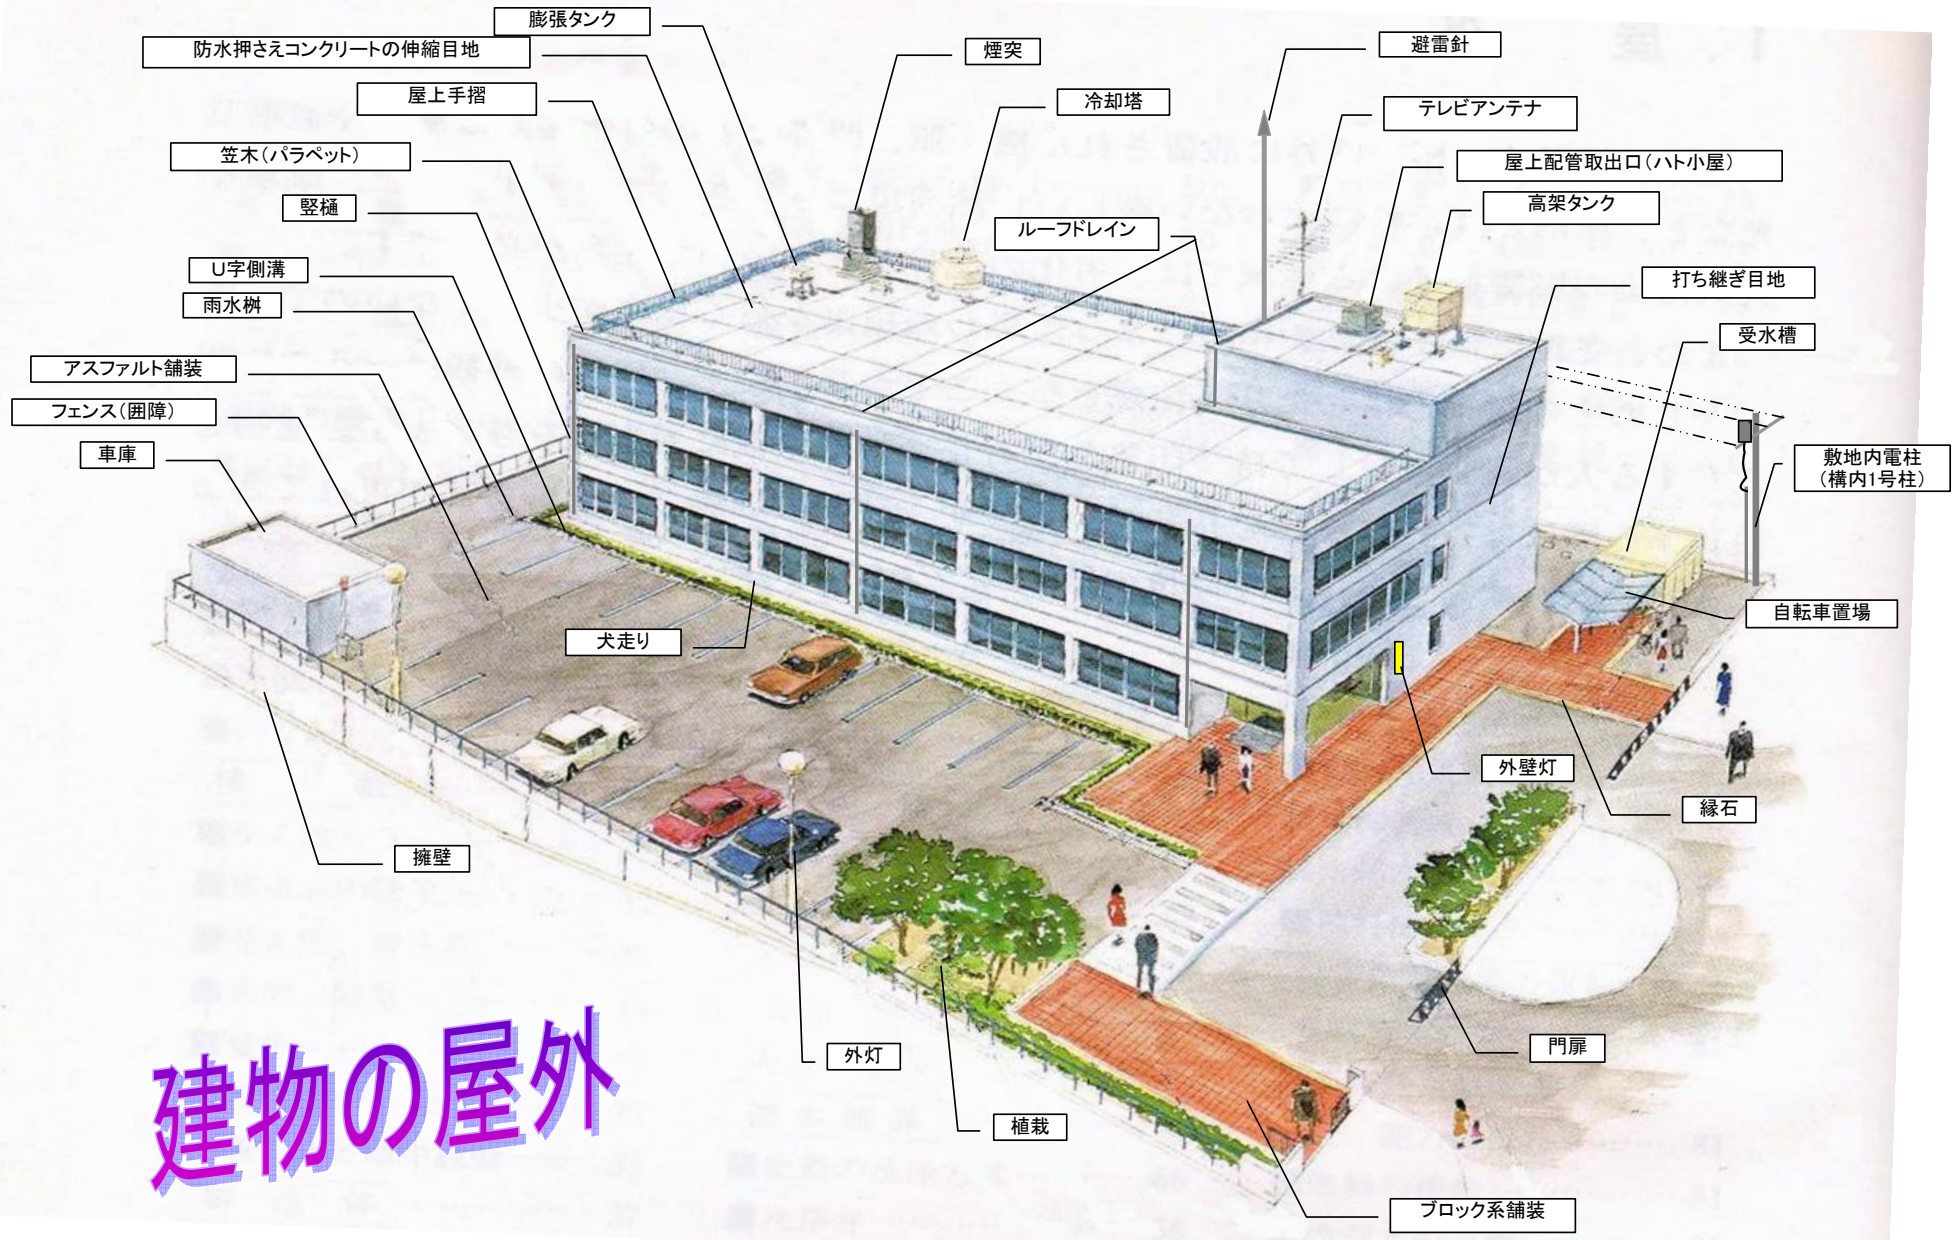 膨張タンク
防水押さえコンクリートの伸縮目地
煙突
避雷針
屋上手摺
冷却塔
テレビアンテナ
笠木(パラペット)
屋上配管取出口(ハト小屋)
竪樋
高架タンク
ルーフドレイン
U字側溝
打ち継ぎ目地
雨水桝
受水槽
アスファルト舗装
フェンス(囲障)
車庫
敷地内電柱
(構内1号柱)
自転車置場
犬走り
外壁灯
縁石
擁壁
外灯
門扉
植栽
ブロック系舗装
建物の屋外